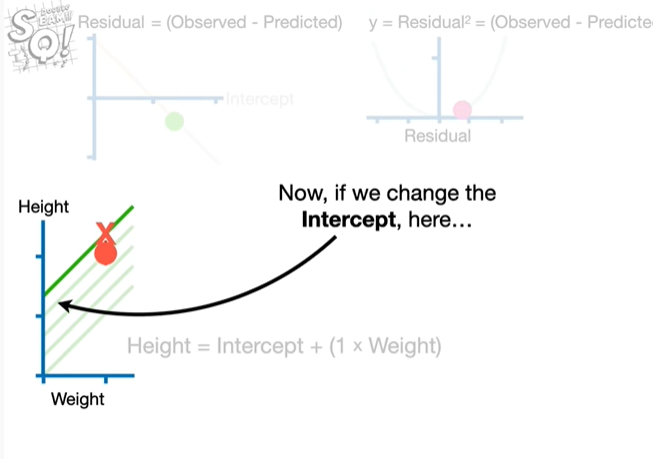 STATQUEST!
Residual = (Observed - Predicted)
y = Residual² = (Observed - Predicte
Intercept
Residual
Now, if we change the
Intercept, here...
Height
X
Height = Intercept + (1 × Weight)
Weight